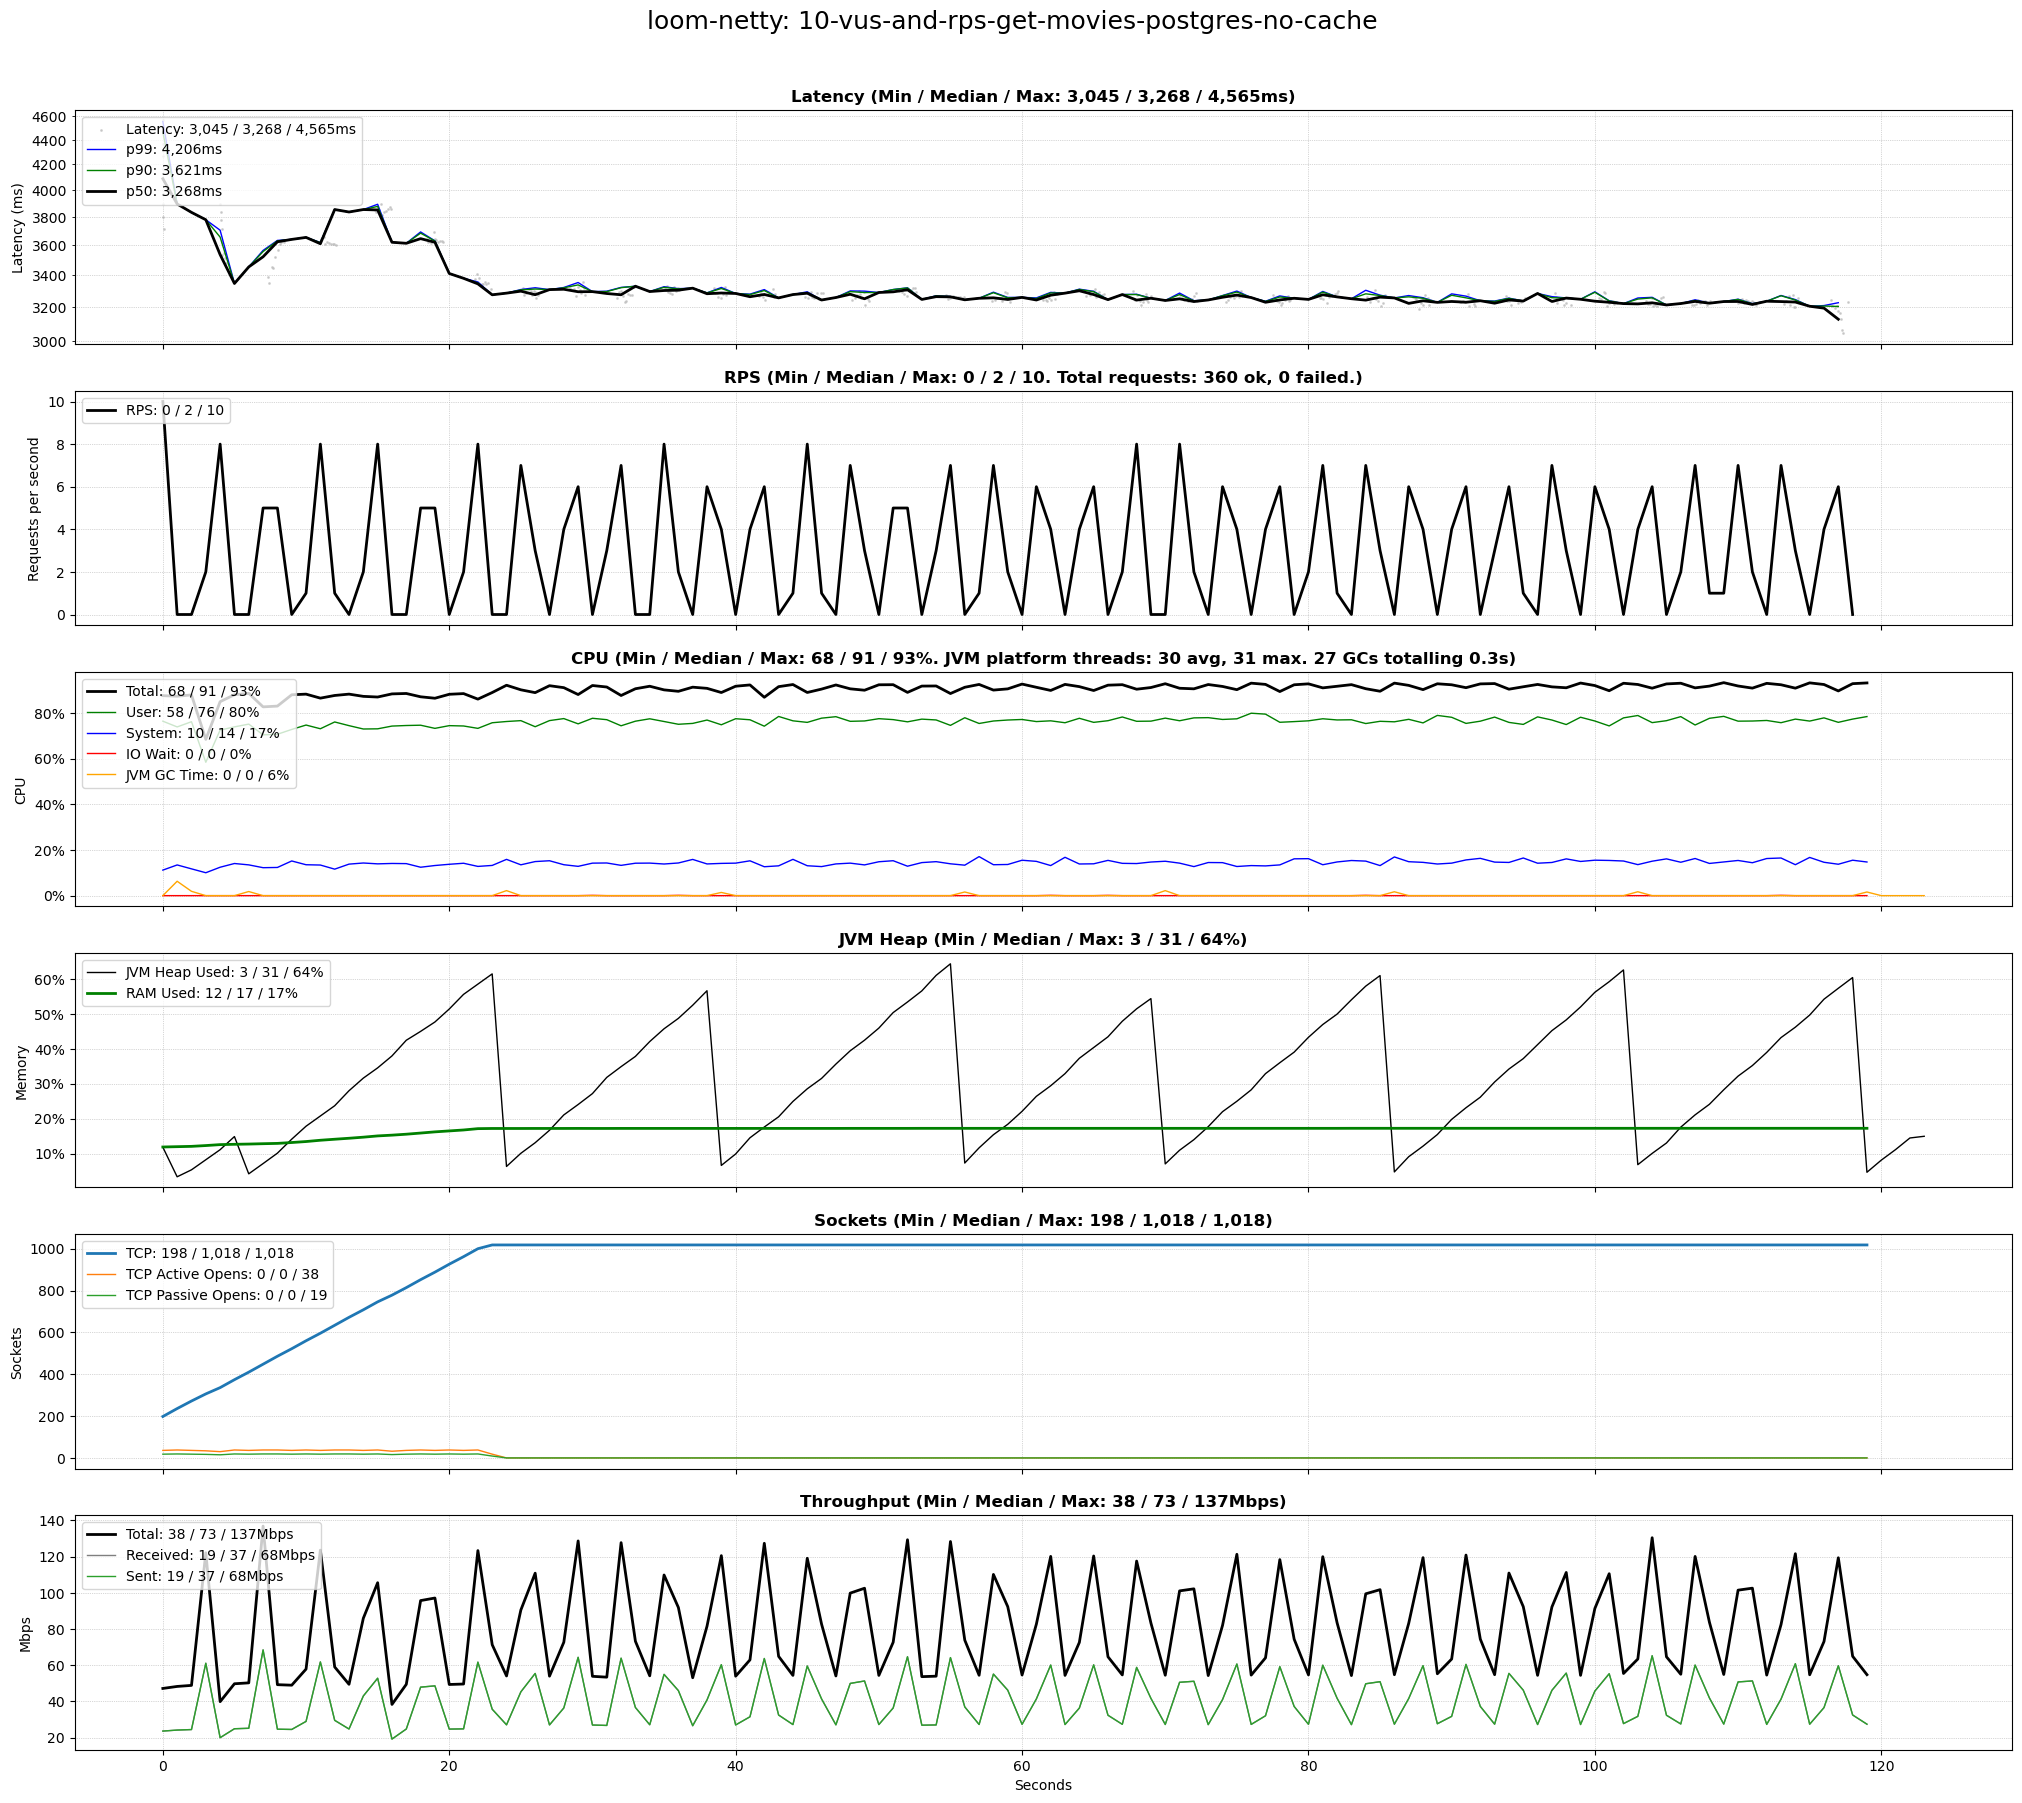 loom-netty: 10-vus-and-rps-get-movies-postgres-no-cache
Latency (Min / Median / Max: 3,045 / 3,268 / 4,565ms)
Latency (ms)
4600
4400
4200
4000
3800
3600
3400
3200
3000
Latency: 3,045 / 3,268 / 4,565ms
p99: 4,206ms
p90: 3,621ms
p50: 3,268ms
RPS (Min / Median / Max: 0 / 2 / 10. Total requests: 360 ok, 0 failed.)
Requests per second
10
8
6
4
2
0
RPS: 0 / 2 / 10
CPU (Min / Median / Max: 68 / 91 / 93%. JVM platform threads: 30 avg, 31 max. 27 GCs totalling 0.3s)
CPU
80%
60%
40%
20%
0%
Total: 68 / 91 / 93%
User: 58 / 76 / 80%
System: 10 / 14 / 17%
IO Wait: 0 / 0 / 0%
JVM GC Time: 0 / 0 / 6%
JVM Heap (Min / Median / Max: 3 / 31 / 64%)
Memory
60%
50%
40%
30%
20%
10%
JVM Heap Used: 3 / 31 / 64%
RAM Used: 12 / 17 / 17%
Sockets (Min / Median / Max: 198 / 1,018 / 1,018)
Sockets
1000
800
600
400
200
0
TCP: 198 / 1,018 / 1,018
TCP Active Opens: 0 / 0 / 38
TCP Passive Opens: 0 / 0 / 19
Throughput (Min / Median / Max: 38 / 73 / 137Mbps)
Mbps
140
120
100
80
60
40
20
Total: 38 / 73 / 137Mbps
Received: 19 / 37 / 68Mbps
Sent: 19 / 37 / 68Mbps
0 20 40 60 80 100 120
Seconds